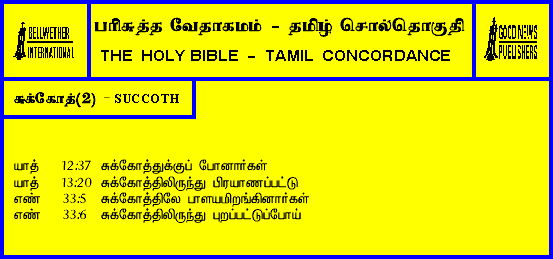 BELLWETHER
INTERNATIONAL
பரிசுத்த வேதாகமம் - தமிழ் சொல்தொகுதி
THE HOLY BIBLE - TAMIL CONCORDANCE
GOOD NEWS
PUBLISHERS
சுக்கோத்(2) - SUCCOTH
யாத் 12:37 சுக்கோத்துக்குப் போனார்கள்
யாத் 13:20 சுக்கோத்திலிருந்து பிரயாணப்பட்டு
எண் 33:5 சுக்கோத்திலே பாளயமிறங்கினார்கள்
எண் 33:6 சுக்கோத்திலிருந்து புறப்பட்டுப்போய்